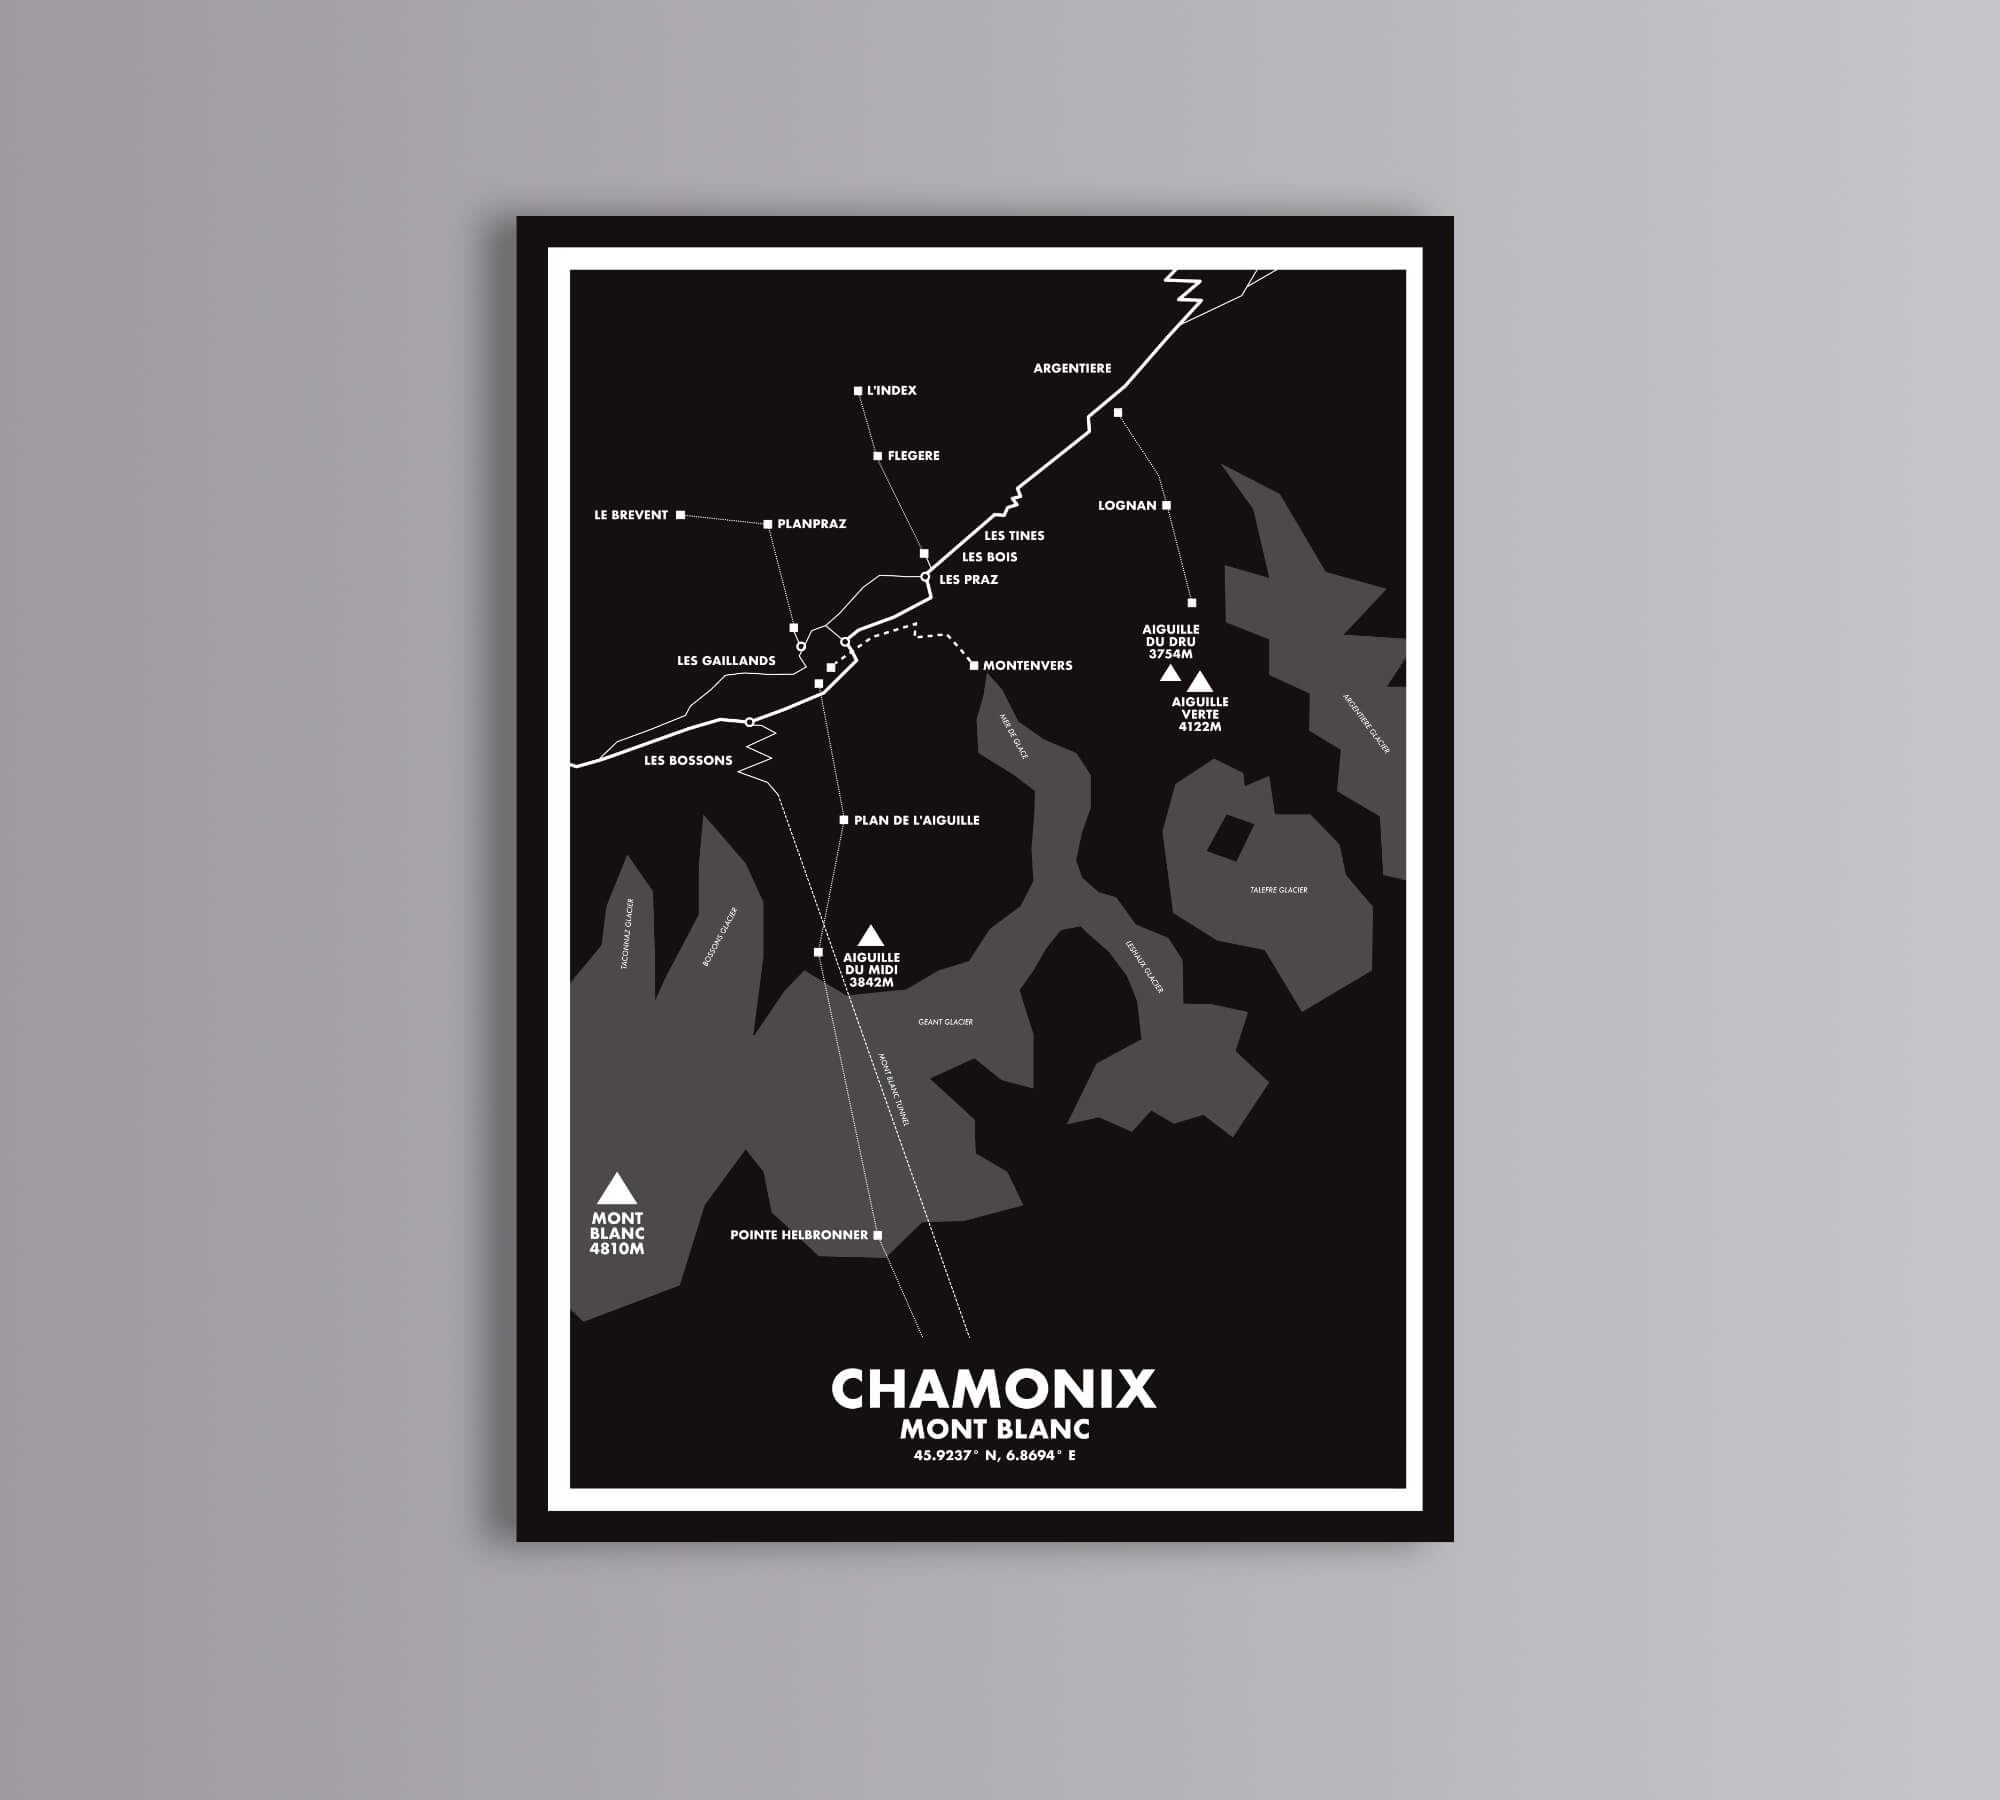 ARGENTIERE
L'INDEX
FLEGERE
LE BREVENT
PLANPRAZ
LOGNAN
LES TINES
LES BOIS
LES PRAZ
AIGUILLE
DU DRU
3754M
LES GAILLANDS
MONTENVERS
AIGUILLE
VERTE
4122M
ARGENTIERE GLACIER
MER DE GLACE
LES BOSSONS
PLAN DE L'AIGUILLE
TALEFRE GLACIER
TACONNAZ GLACIER
BOSSONS GLACIER
AIGUILLE
DU MIDI
3842M
LESHAUX GLACIER
GEANT GLACIER
MONT BLANC TUNNEL
MONT
BLANC
4810M
POINTE HELBRONNER
CHAMONIX
MONT BLANC
45.9237° N, 6.8694° E